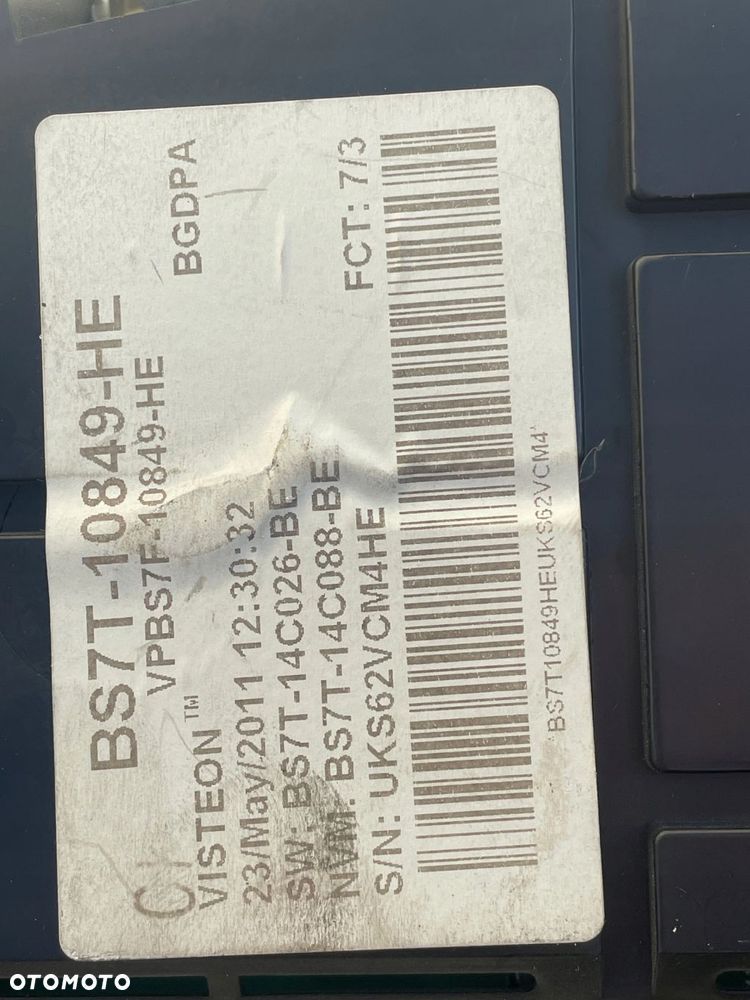 BS7T-10849-HE
VPBS7F-10849-HE
BGDPA
VISTEON™
23/May/2011 12:30:32
SW: BS7T-14C026-BE
NVM: BS7T-14C088-BE
FCT: 7/3
S/N: UKS62VCM4HE
BS7T10849HEUKS62VCM4
OTOMOTO